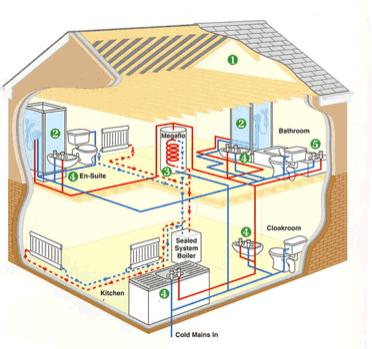 1
2
Megaflo
2
Bathroom
5
4
3
4 En-Suite
4
Cloakroom
Sealed
System
Boiler
Kitchen
4
Cold Mains In